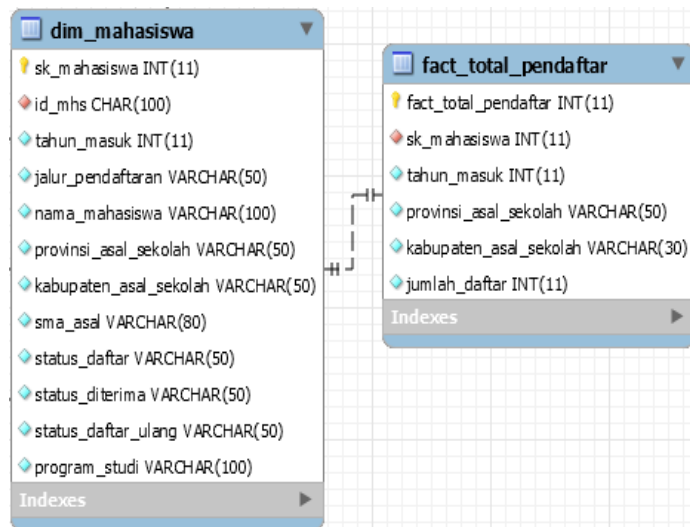 dim_mahasiswa
sk_mahasiswa INT(11)
id_mhs CHAR(100)
tahun_masuk INT(11)
jalur_pendaftaran VARCHAR(50)
nama_mahasiswa VARCHAR(100)
provinsi_asal_sekolah VARCHAR(50)
kabupaten_asal_sekolah VARCHAR(50)
sma_asal VARCHAR(80)
status_daftar VARCHAR(50)
status_diterima VARCHAR(50)
status_daftar_ulang VARCHAR(50)
program_studi VARCHAR(100)
Indexes
fact_total_pendaftar
fact_total_pendaftar INT(11)
sk_mahasiswa INT(11)
tahun_masuk INT(11)
provinsi_asal_sekolah VARCHAR(50)
kabupaten_asal_sekolah VARCHAR(30)
jumlah_daftar INT(11)
Indexes